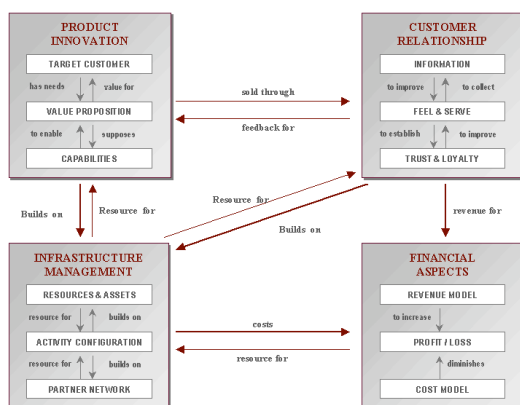 PRODUCT
INNOVATION
TARGET CUSTOMER
has needs
value for
VALUE PROPOSITION
to enable
supposes
CAPABILITIES
CUSTOMER
RELATIONSHIP
INFORMATION
to improve
to collect
FEEL & SERVE
to establish
to improve
TRUST & LOYALTY
sold through
feedback for
Builds on
Resource for
Resource for
Builds on
revenue for
INFRASTRUCTURE
MANAGEMENT
RESOURCES & ASSETS
resource for
builds on
ACTIVITY CONFIGURATION
resource for
builds on
PARTNER NETWORK
costs
resource for
FINANCIAL
ASPECTS
REVENUE MODEL
to increase
PROFIT / LOSS
diminishes
COST MODEL